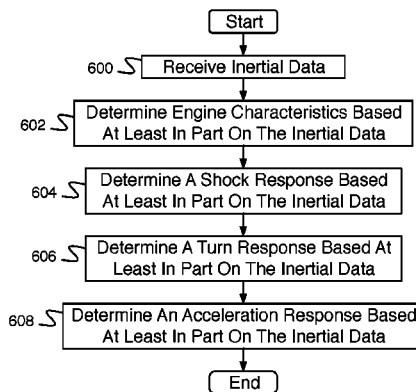 Start
600
Receive Inertial Data
602
Determine Engine Characteristics Based
At Least In Part On The Inertial Data
604
Determine A Shock Response Based
At Least In Part On The Inertial Data
606
Determine A Turn Response Based At
Least In Part On The Inertial Data
608
Determine An Acceleration Response Based
At Least In Part On The Inertial Data
End